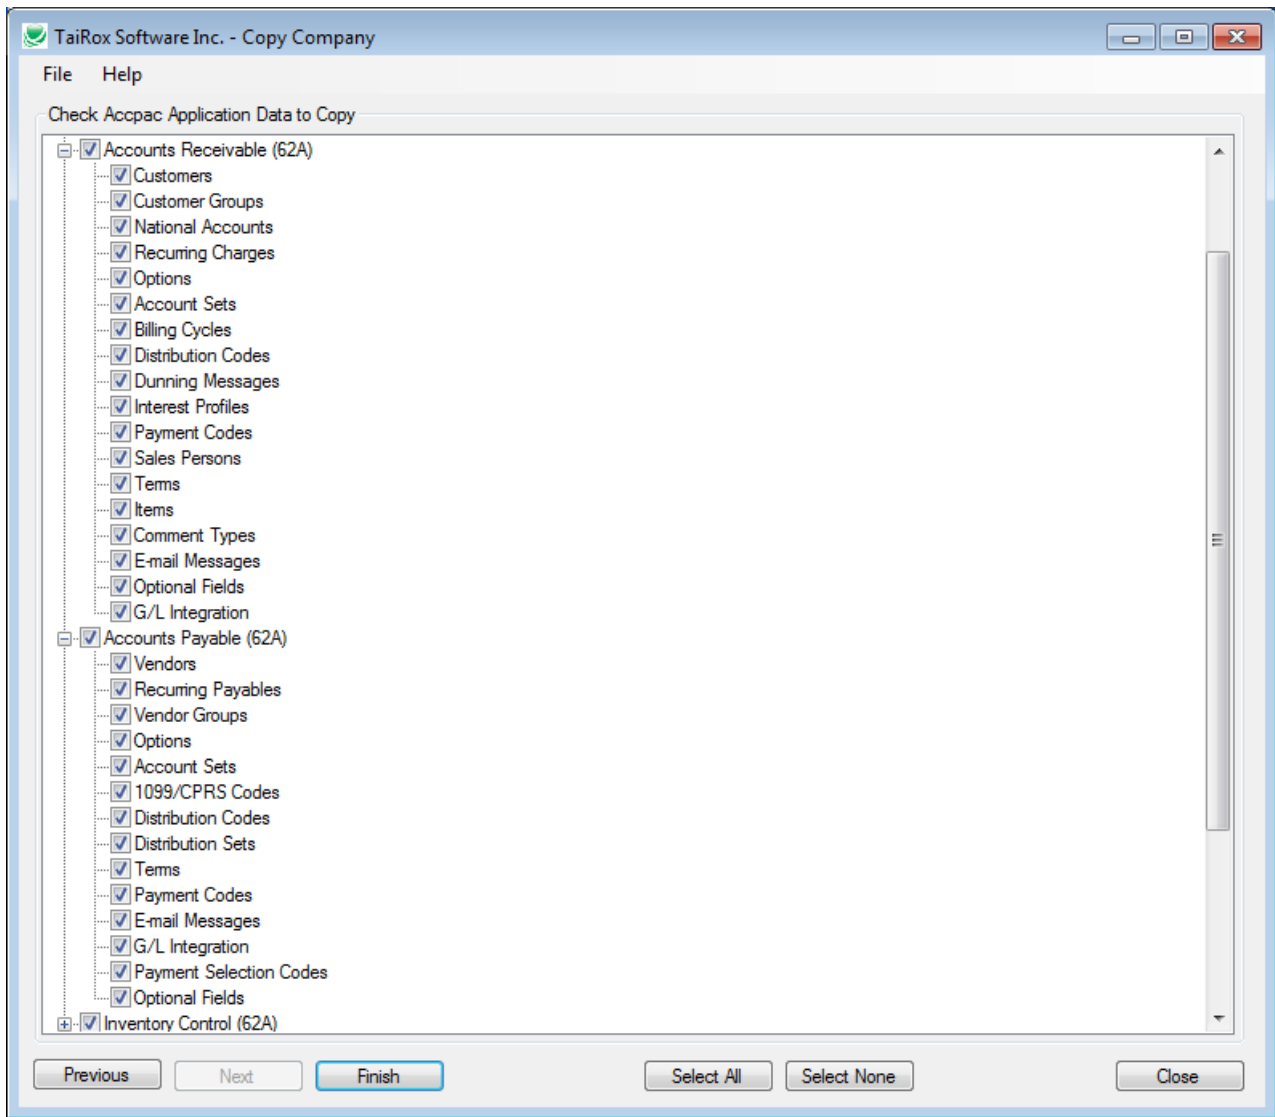 TaiRox Software Inc. - Copy Company
File Help
Check Accpac Application Data to Copy
Accounts Receivable (62A)
Customers
Customer Groups
National Accounts
Recurring Charges
Options
Account Sets
Billing Cycles
Distribution Codes
Dunning Messages
Interest Profiles
Payment Codes
Sales Persons
Terms
Items
Comment Types
E-mail Messages
Optional Fields
G/L Integration
Accounts Payable (62A)
Vendors
Recurring Payables
Vendor Groups
Options
Account Sets
1099/CPRS Codes
Distribution Codes
Distribution Sets
Terms
Payment Codes
E-mail Messages
G/L Integration
Payment Selection Codes
Optional Fields
Inventory Control (62A)
Previous Next Finish Select All Select None Close